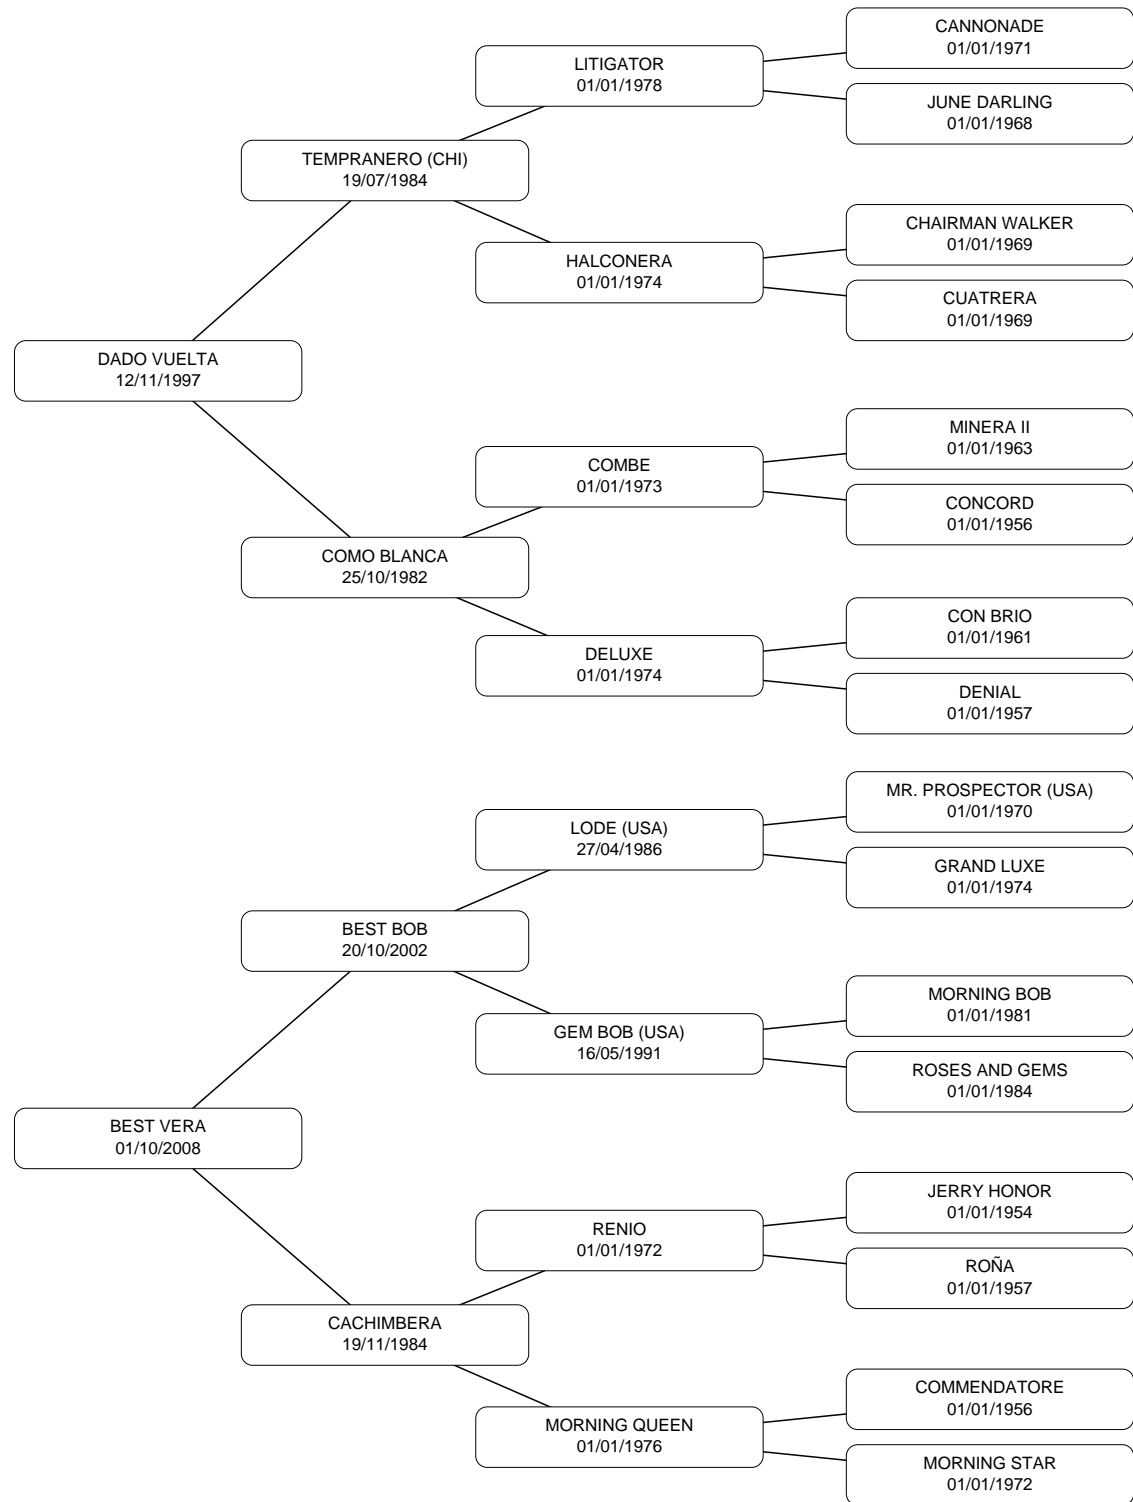 CANNONADE
01/01/1971
LITIGATOR
01/01/1978
JUNE DARLING
01/01/1968
TEMPRANERO (CHI)
19/07/1984
CHAIRMAN WALKER
01/01/1969
HALCONERA
01/01/1974
CUATRERA
01/01/1969
DADO VUELTA
12/11/1997
MINERA II
01/01/1963
COMBE
01/01/1973
CONCORD
01/01/1956
COMO BLANCA
25/10/1982
CON BRIO
01/01/1961
DELUXE
01/01/1974
DENIAL
01/01/1957
MR. PROSPECTOR (USA)
01/01/1970
LODE (USA)
27/04/1986
GRAND LUXE
01/01/1974
BEST BOB
20/10/2002
MORNING BOB
01/01/1981
GEM BOB (USA)
16/05/1991
ROSES AND GEMS
01/01/1984
BEST VERA
01/10/2008
JERRY HONOR
01/01/1954
RENIO
01/01/1972
ROÑA
01/01/1957
CACHIMBERA
19/11/1984
COMMENDATORE
01/01/1956
MORNING QUEEN
01/01/1976
MORNING STAR
01/01/1972